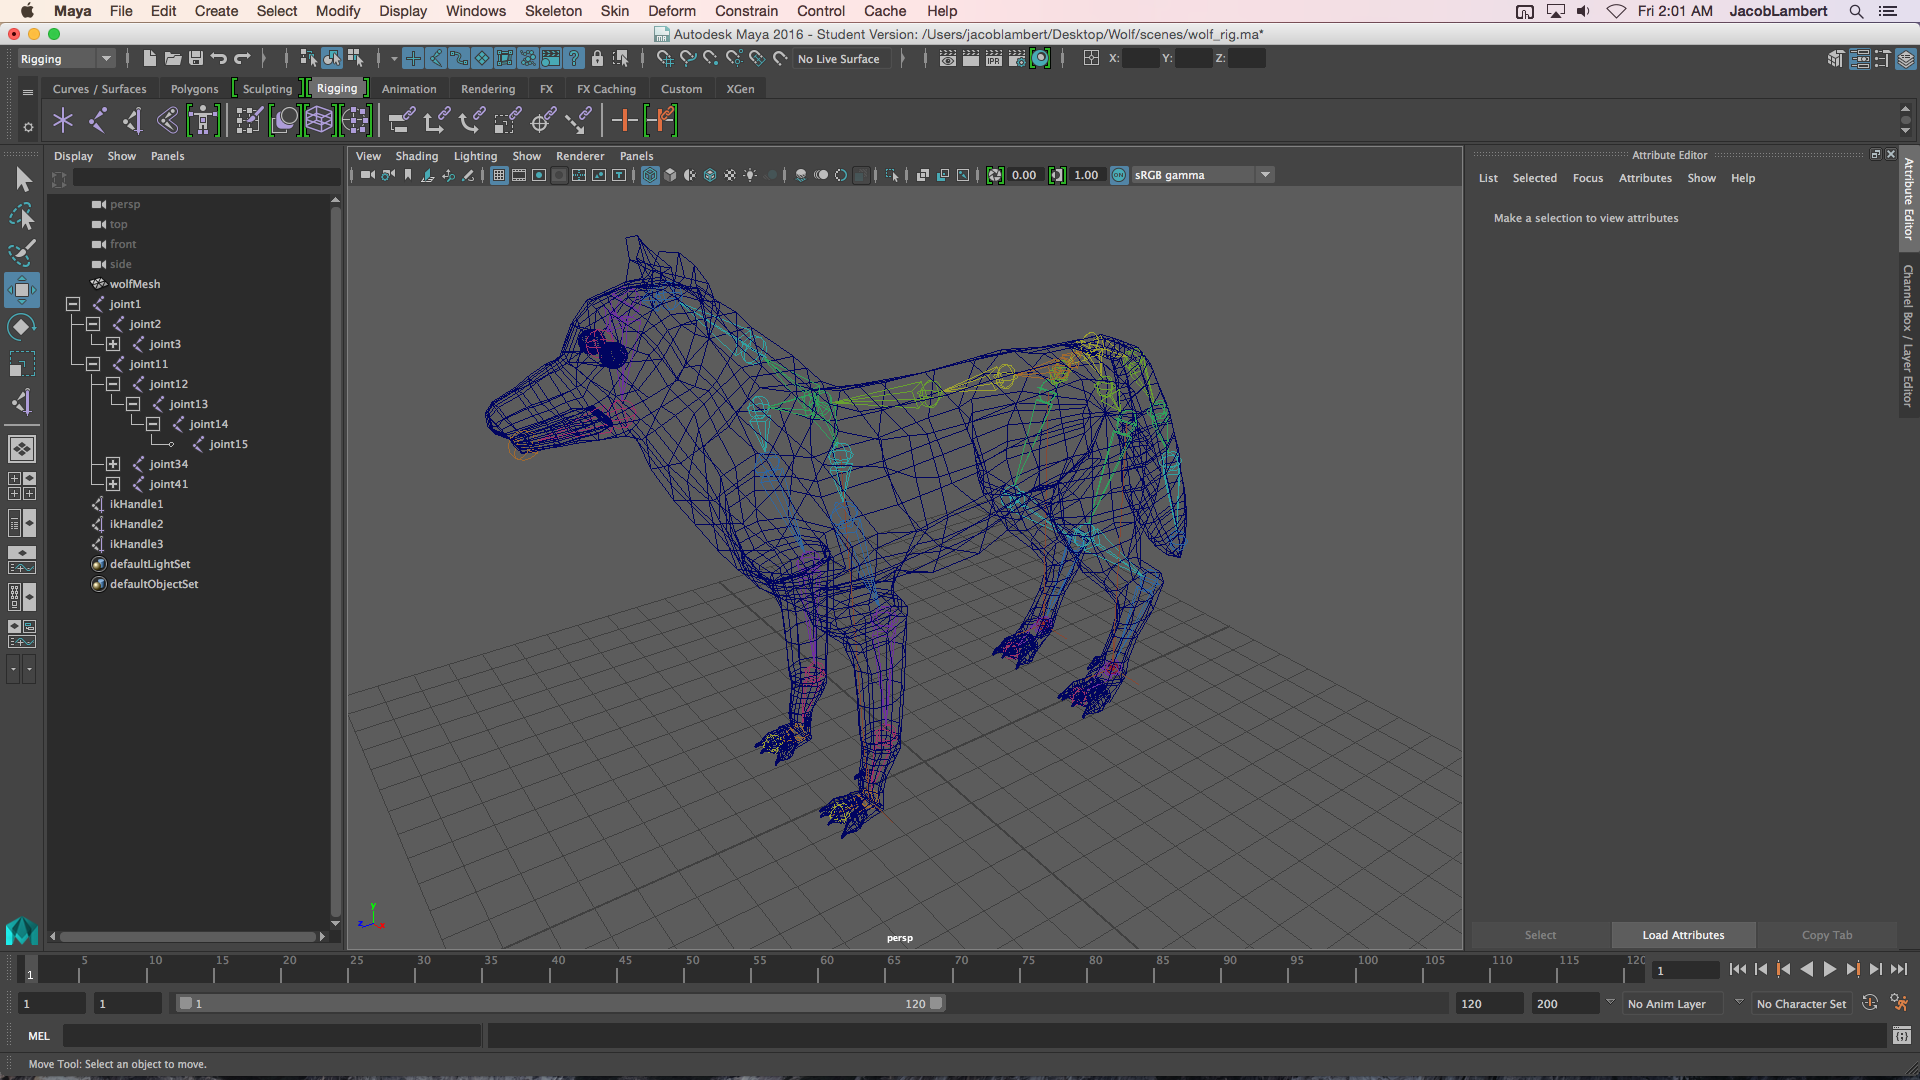 Maya File Edit Create Select Modify Display Windows Skeleton Skin Deform Constrain Control Cache Help Fri 2:01 AM JacobLambert
Autodesk Maya 2016 - Student Version: /Users/jacoblambert/Desktop/Wolf/scenes/wolf_rig.ma*
Rigging No Live Surface IPR X: Y: Z:
Curves / Surfaces Polygons Sculpting Rigging Animation Rendering FX FX Caching Custom XGen
Display Show Panels
persp
top
front
side
wolfMesh
joint1
joint2
joint3
joint11
joint12
joint13
joint14
joint15
joint34
joint41
ikHandle1
ikHandle2
ikHandle3
defaultLightSet
defaultObjectSet
View Shading Lighting Show Renderer Panels
0.00 1.00 ON sRGB gamma
y
z x
persp
Attribute Editor
List Selected Focus Attributes Show Help
Make a selection to view attributes
Select Load Attributes Copy Tab
Attribute Editor
Channel Box / Layer Editor
1 5 10 15 20 25 30 35 40 45 50 55 60 65 70 75 80 85 90 95 100 105 110 115 120 1
1 1 1 120 120 200 No Anim Layer No Character Set
MEL
Move Tool: Select an object to move.